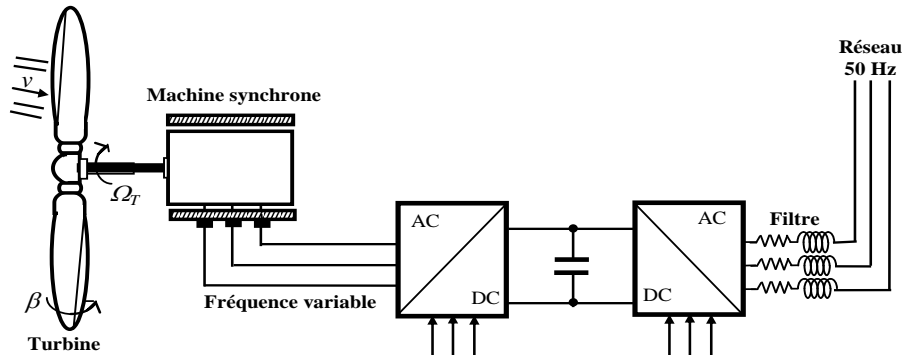 Réseau
50 Hz
v
Machine synchrone
Ω_T
AC
AC
Filtre
β
Fréquence variable
DC
DC
Turbine